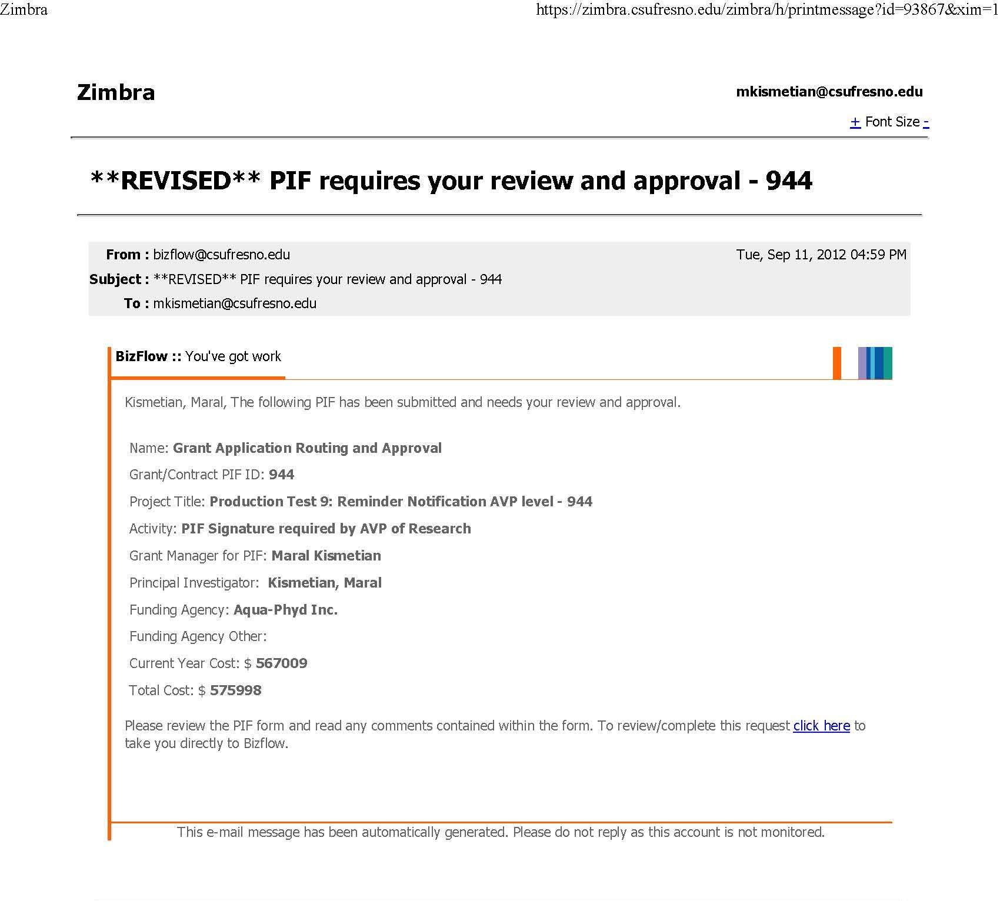 Zimbra https://zimbra.csufresno.edu/zimbra/h/printmessage?id=93867&xim=1
Zimbra mkismetian@csufresno.edu
+ Font Size -
**REVISED** PIF requires your review and approval - 944
From : bizflow@csufresno.edu Tue, Sep 11, 2012 04:59 PM
Subject : **REVISED** PIF requires your review and approval - 944
To : mkismetian@csufresno.edu
BizFlow :: You've got work
Kismetian, Maral, The following PIF has been submitted and needs your review and approval.
Name: Grant Application Routing and Approval
Grant/Contract PIF ID: 944
Project Title: Production Test 9: Reminder Notification AVP level - 944
Activity: PIF Signature required by AVP of Research
Grant Manager for PIF: Maral Kismetian
Principal Investigator: Kismetian, Maral
Funding Agency: Aqua-Phyd Inc.
Funding Agency Other:
Current Year Cost: $ 567009
Total Cost: $ 575998
Please review the PIF form and read any comments contained within the form. To review/complete this request click here to
take you directly to Bizflow.
This e-mail message has been automatically generated. Please do not reply as this account is not monitored.